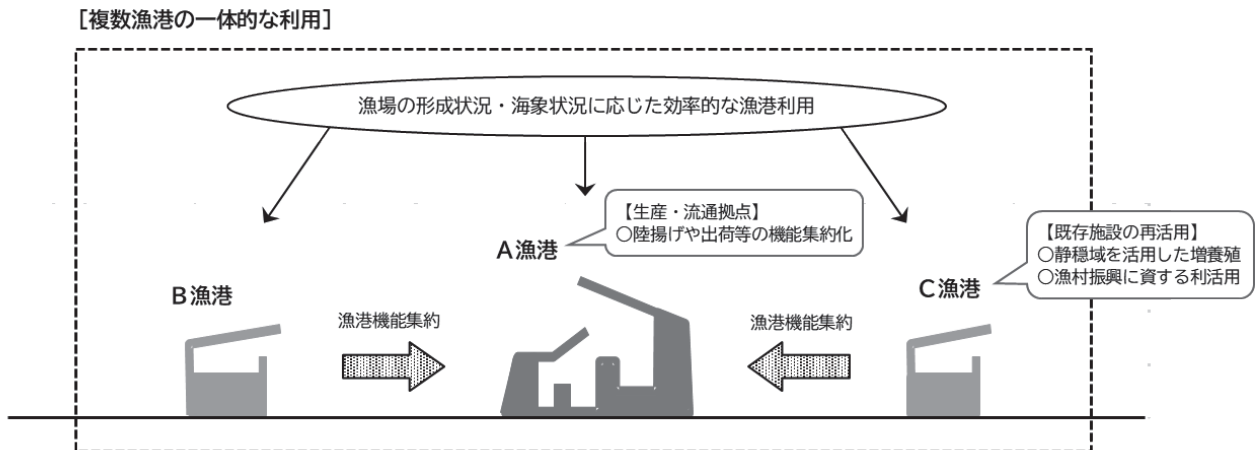 ［複数漁港の一体的な利用］
漁場の形成状況・海象状況に応じた効率的な漁港利用
【生産・流通拠点】
○陸揚げや出荷等の機能集約化
A漁港
【既存施設の再活用】
○静穏域を活用した増養殖
○漁村振興に資する利活用
B漁港
C漁港
漁港機能集約
漁港機能集約